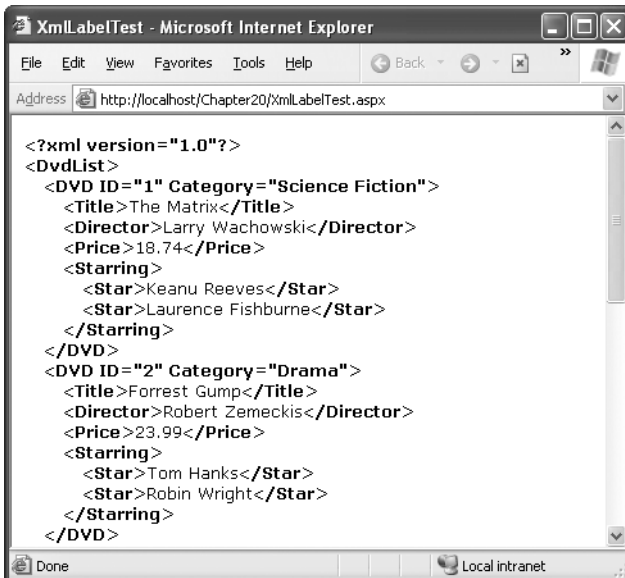 XmlLabelTest - Microsoft Internet Explorer
File Edit View Favorites Tools Help Back »
Address http://localhost/Chapter20/XmlLabelTest.aspx
<?xml version="1.0"?>
<DvdList>
<DVD ID="1" Category="Science Fiction">
<Title>The Matrix</Title>
<Director>Larry Wachowski</Director>
<Price>18.74</Price>
<Starring>
<Star>Keanu Reeves</Star>
<Star>Laurence Fishburne</Star>
</Starring>
</DVD>
<DVD ID="2" Category="Drama">
<Title>Forrest Gump</Title>
<Director>Robert Zemeckis</Director>
<Price>23.99</Price>
<Starring>
<Star>Tom Hanks</Star>
<Star>Robin Wright</Star>
</Starring>
</DVD>
Done Local intranet